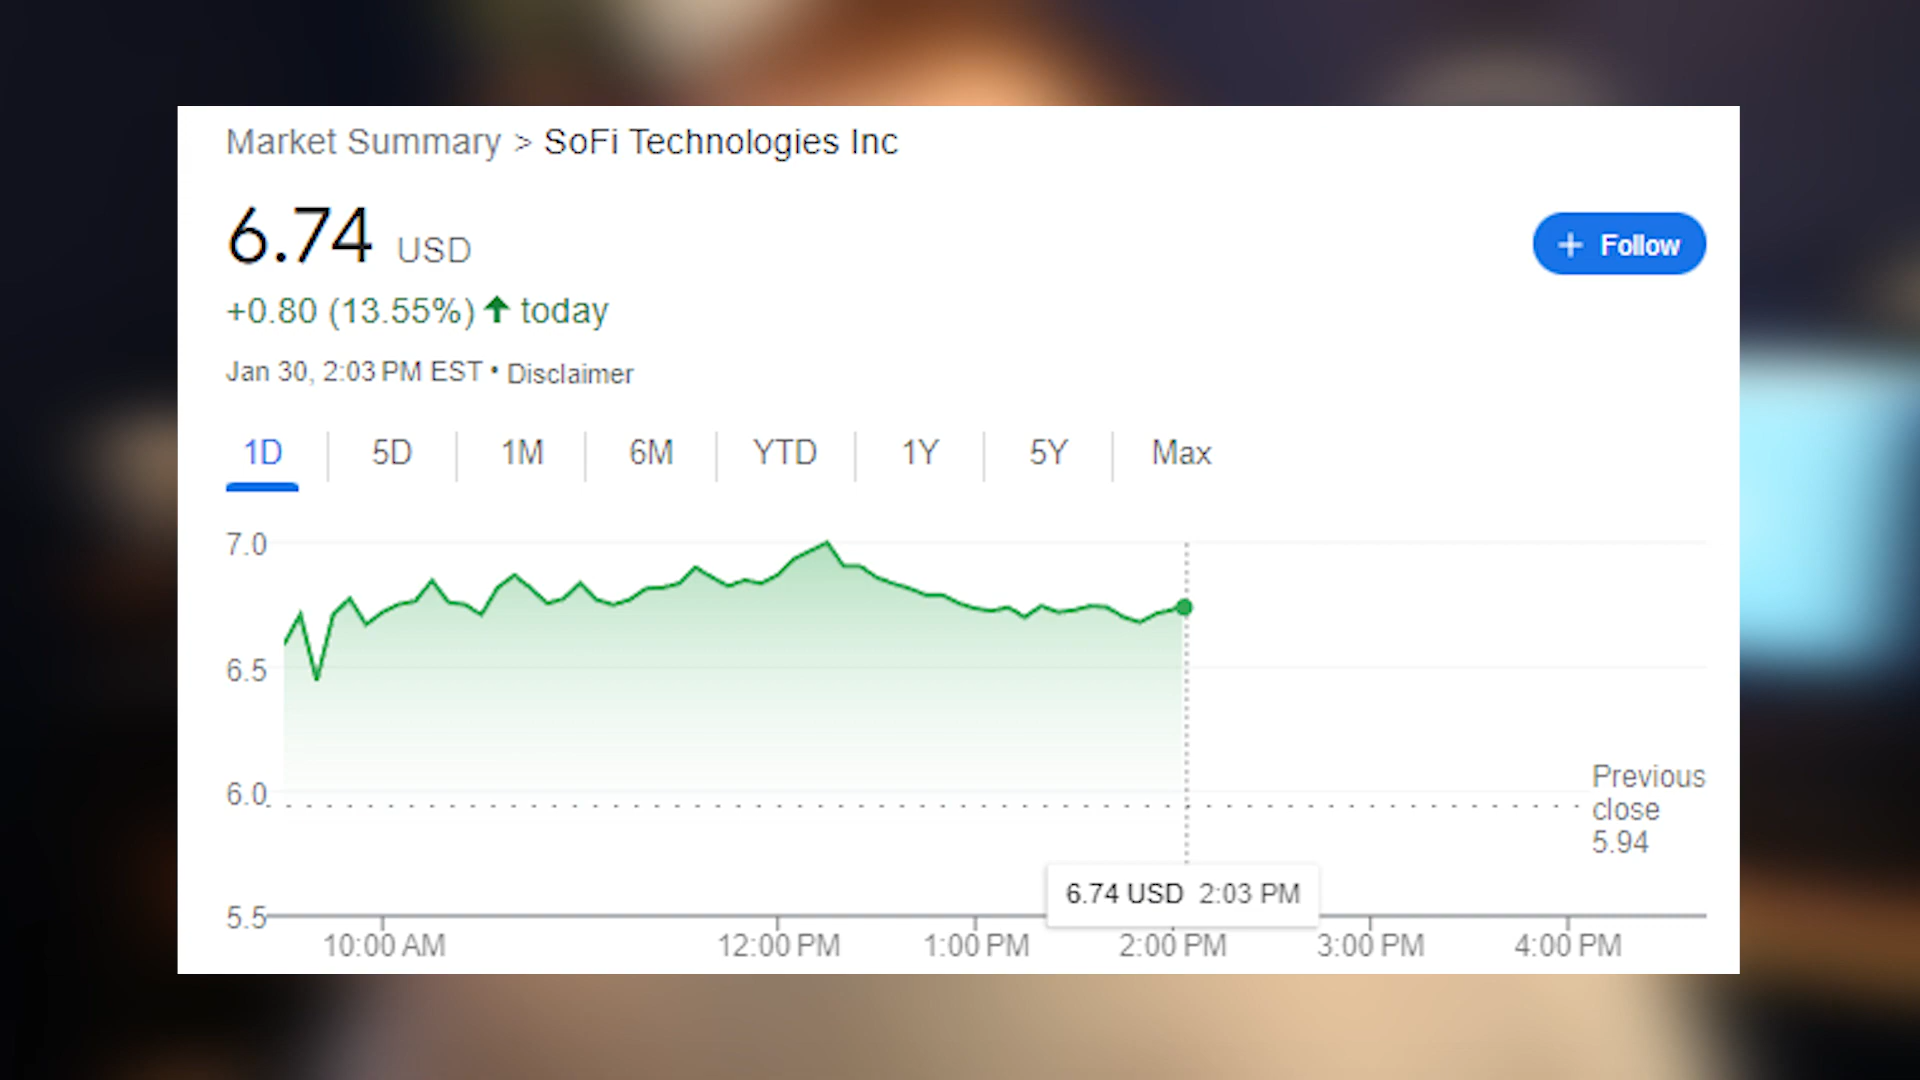 Market Summary > SoFi Technologies Inc
6.74 USD
+ Follow
+0.80 (13.55%) ↑ today
Jan 30, 2:03 PM EST • Disclaimer
1D 5D 1M 6M YTD 1Y 5Y Max
7.0
6.5
6.0
Previous
close
5.94
6.74 USD 2:03 PM
5.5
10:00 AM 12:00 PM 1:00 PM 2:00 PM 3:00 PM 4:00 PM